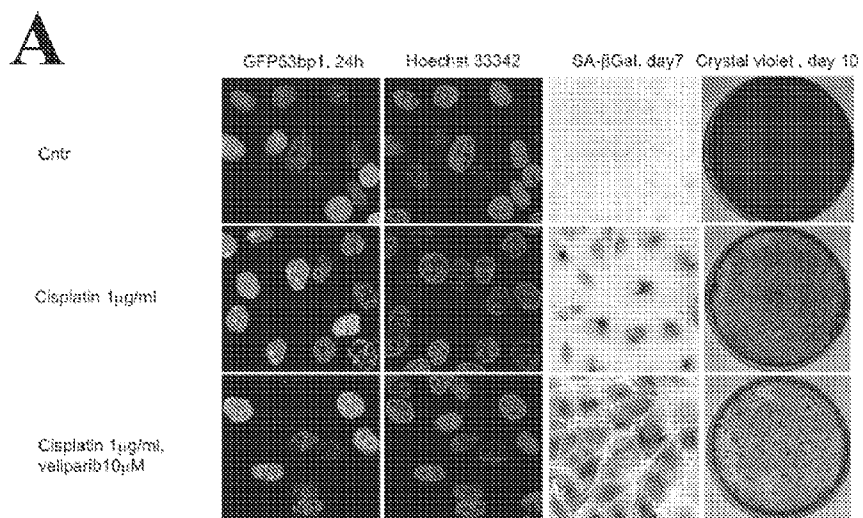 A
GFP53bp1, 24h Hoechst 33342 SA-βGal, day7 Crystal violet, day 10
Cntr
Cisplatin 1μg/ml
Cisplatin 1μg/ml,
veliparib10μM